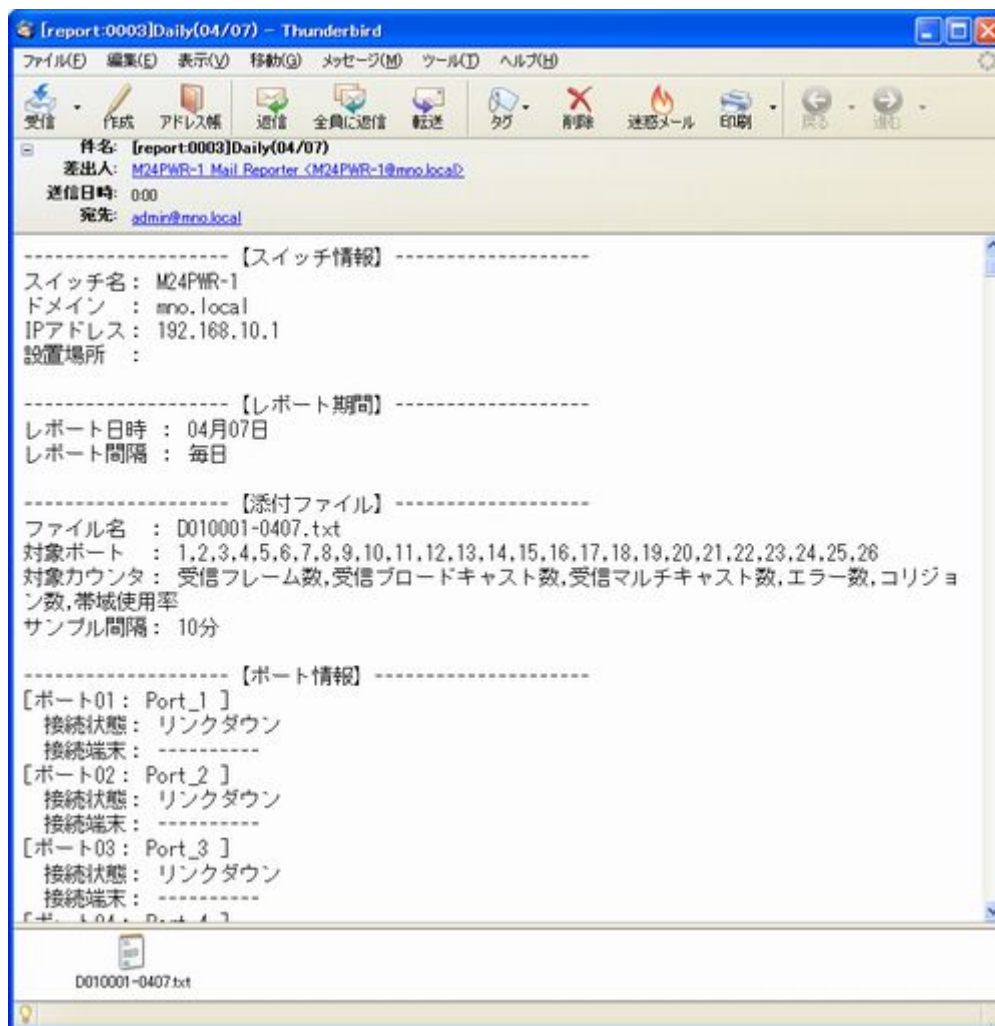 [report:0003]Daily(04/07) - Thunderbird
ファイル(F) 編集(E) 表示(V) 移動(G) メッセージ(M) ツール(T) ヘルプ(H)
受信 作成 アドレス帳 返信 全員に返信 転送 タグ 削除 迷惑メール 印刷 戻る 進む
件名: [report:0003]Daily(04/07)
差出人: M24PWR-1 Mail Reporter <M24PWR-1@mno.local>
送信日時: 0:00
宛先: admin@mno.local
-------------------- 【スイッチ情報】 ------------------
スイッチ名: M24PWR-1
ドメイン : mno.local
IPアドレス: 192.168.10.1
設置場所 :
-------------------- 【レポート期間】 ------------------
レポート日時 : 04月07日
レポート間隔 : 毎日
-------------------- 【添付ファイル】 ------------------
ファイル名 : D010001-0407.txt
対象ポート : 1,2,3,4,5,6,7,8,9,10,11,12,13,14,15,16,17,18,19,20,21,22,23,24,25,26
対象カウンタ: 受信フレーム数,受信ブロードキャスト数,受信マルチキャスト数,エラー数,コリジョ
ン数,帯域使用率
サンプル間隔: 10分
-------------------- 【ポート情報】 --------------------
[ポート01: Port_1 ]
接続状態: リンクダウン
接続端末: ----------
[ポート02: Port_2 ]
接続状態: リンクダウン
接続端末: ----------
[ポート03: Port_3 ]
接続状態: リンクダウン
接続端末: ----------
[ポート04: Port_4 ]
D010001-0407.txt